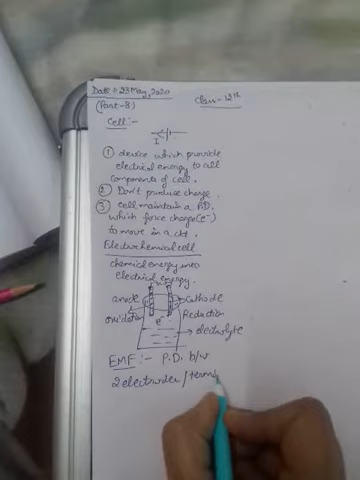 Date :- 23 May, 2020
(Part-8) Class - 12th
Cell :-
I
① device which provide
electrical energy to all
components of cell.
② Don't produce charge.
③ cell maintain a P.D.
which force charge (e⁻)
to move in a ckt.
Electrochemical cell
chemical energy into
electrical energy.
anode Cathode
oxidation Reduction
e⁻
electrolyte
EMF :- P.D. b/w
2 electrodes / termi